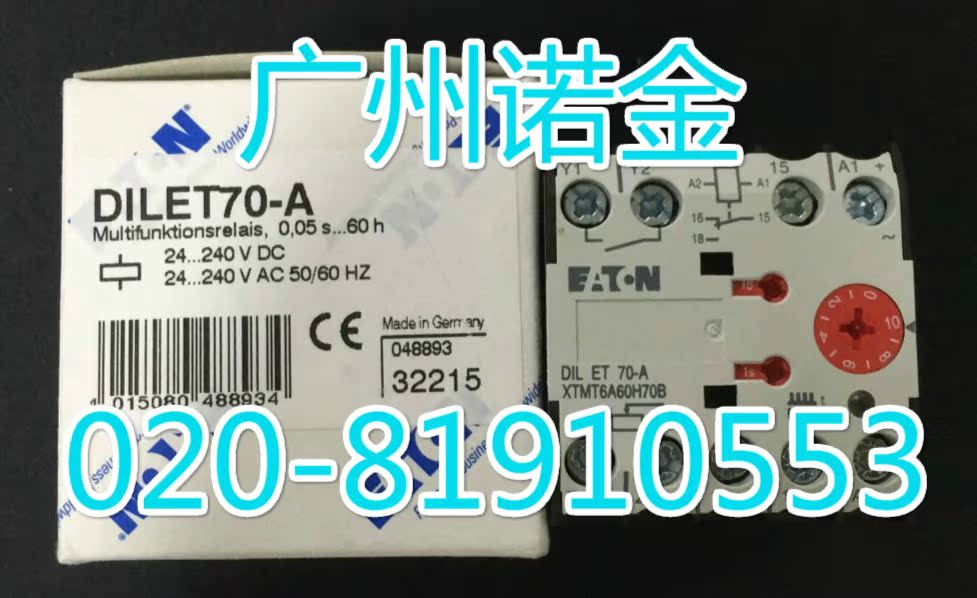 广州诺金
Worldwi
DILET70-A
Multifunktionsrelais, 0,05 s...60 h
24...240 V DC
24...240 V AC 50/60 HZ
CE
Made in Germany
048893
32215
4 015080 488934
Y1 Y2 15 A1 +
A2 A1
16 15
18
~
EATON
10
1s
DIL ET 70-A
XTMT6A60H70B
t
020-81910553